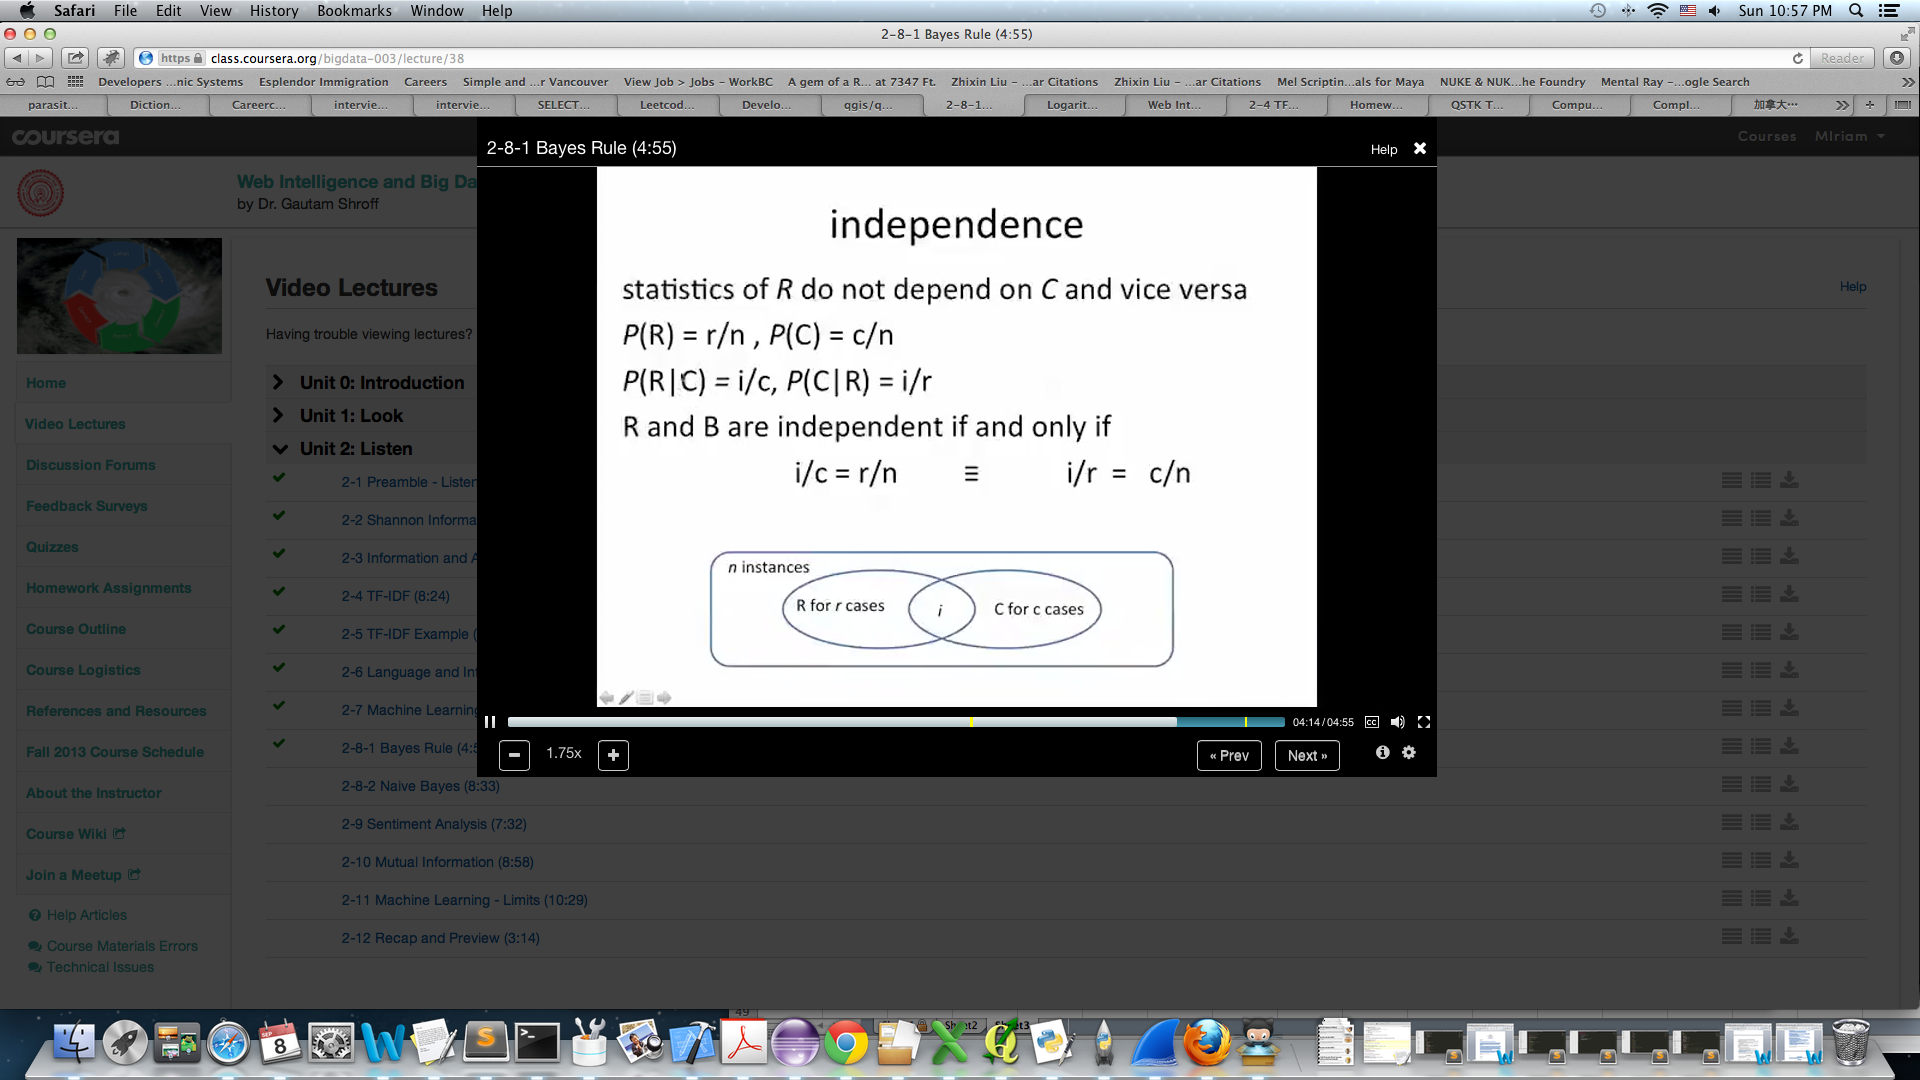 Safari File Edit View History Bookmarks Window Help Sun 10:57 PM
2-8-1 Bayes Rule (4:55)
https class.coursera.org/bigdata-003/lecture/38 Reader
Developers ...nic Systems Esplendor Immigration Careers Simple and ...r Vancouver View Job > Jobs - WorkBC A gem of a R... at 7347 Ft. Zhixin Liu - ...ar Citations Zhixin Liu - ...ar Citations Mel Scriptin...als for Maya NUKE & NUK...he Foundry Mental Ray -...ogle Search
parasit... Diction... Careerc... intervie... intervie... SELECT... Leetcod... Develo... qgis/q... 2-8-1... Logarit... Web Int... 2-4 TF... Homew... QSTK T... Compu... Compl... 加拿大...
coursera Courses MIriam
2-8-1 Bayes Rule (4:55) Help
Web Intelligence and Big Da
by Dr. Gautam Shroff
independence
statistics of R do not depend on C and vice versa
P(R) = r/n , P(C) = c/n
P(R|C) = i/c, P(C|R) = i/r
R and B are independent if and only if
i/c = r/n ≡ i/r = c/n
n instances
R for r cases i C for c cases
04:14/04:55 CC
1.75x « Prev Next »
Video Lectures
Help
Having trouble viewing lectures?
Unit 0: Introduction
Unit 1: Look
Unit 2: Listen
2-1 Preamble - Listen
2-2 Shannon Informa
2-3 Information and A
2-4 TF-IDF (8:24)
2-5 TF-IDF Example (
2-6 Language and Inf
2-7 Machine Learning
2-8-1 Bayes Rule (4:5
2-8-2 Naive Bayes (8:33)
2-9 Sentiment Analysis (7:32)
2-10 Mutual Information (8:58)
2-11 Machine Learning - Limits (10:29)
2-12 Recap and Preview (3:14)
Home
Video Lectures
Discussion Forums
Feedback Surveys
Quizzes
Homework Assignments
Course Outline
Course Logistics
References and Resources
Fall 2013 Course Schedule
About the Instructor
Course Wiki
Join a Meetup
Help Articles
Course Materials Errors
Technical Issues
49
Sheet2 Sheet3
SEP
8